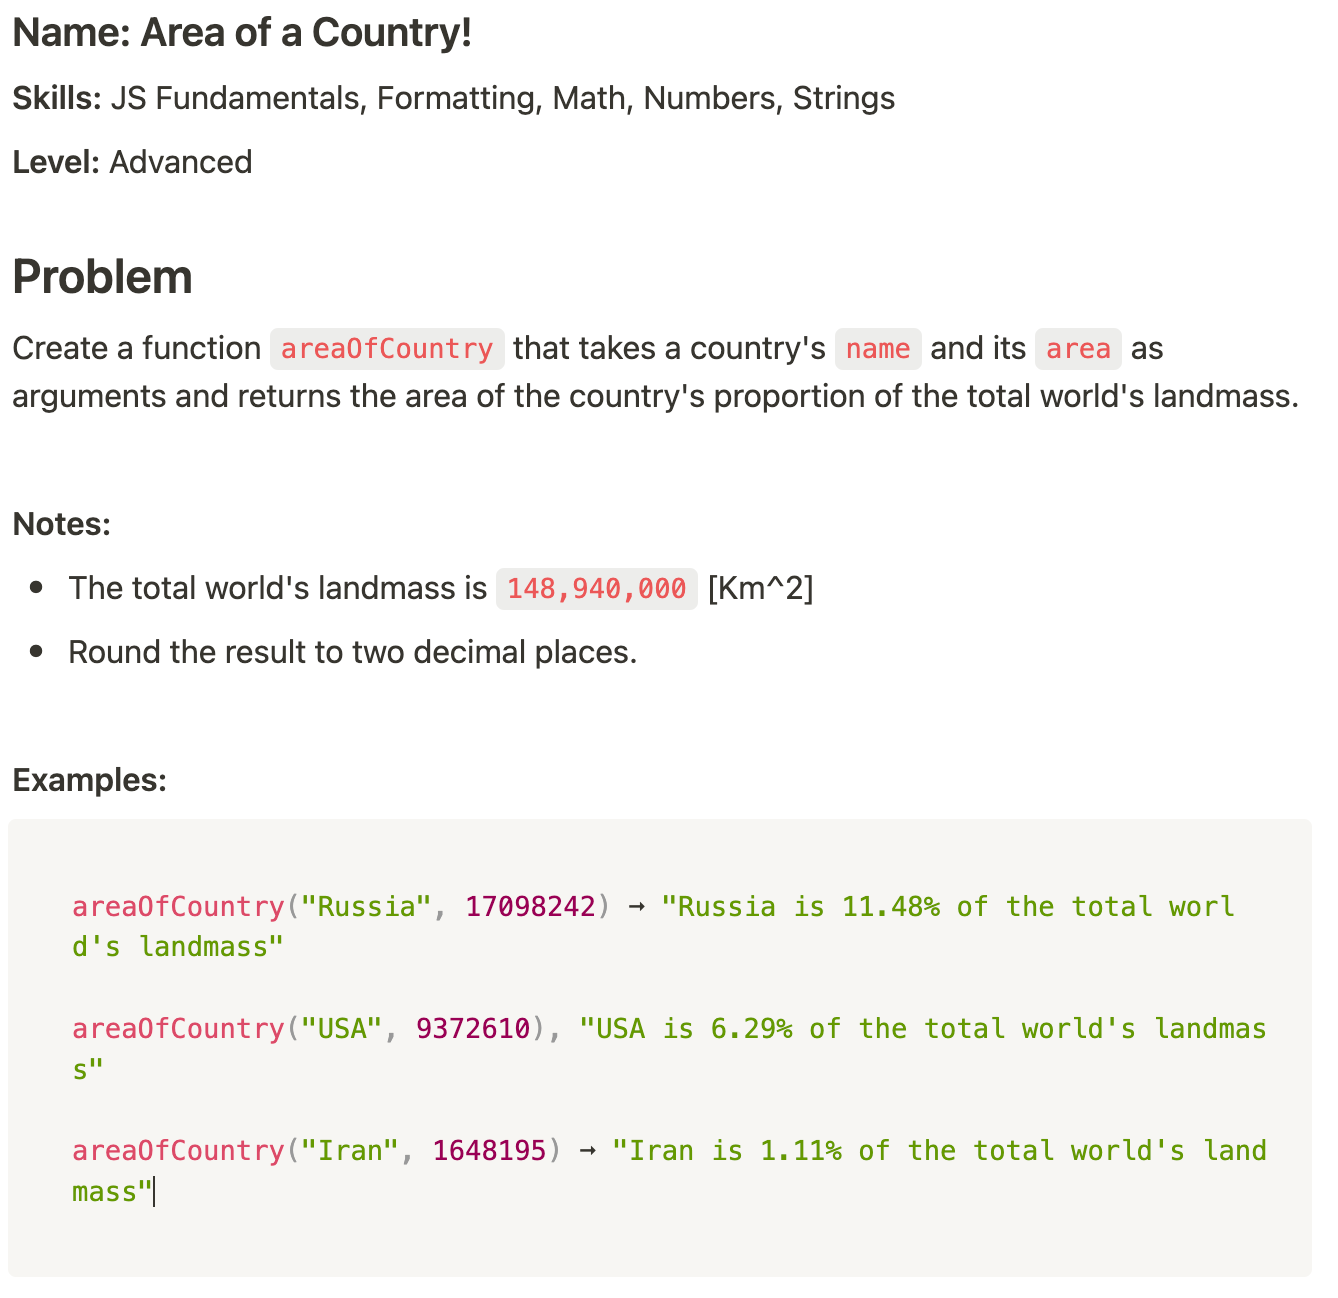 Name: Area of a Country!
Skills: JS Fundamentals, Formatting, Math, Numbers, Strings
Level: Advanced
Problem
Create a function areaOfCountry that takes a country's name and its area as
arguments and returns the area of the country's proportion of the total world's landmass.
Notes:
• The total world's landmass is 148,940,000 [Km^2]
• Round the result to two decimal places.
Examples:
areaOfCountry("Russia", 17098242) → "Russia is 11.48% of the total worl
d's landmass"
areaOfCountry("USA", 9372610), "USA is 6.29% of the total world's landmas
s"
areaOfCountry("Iran", 1648195) → "Iran is 1.11% of the total world's land
mass"